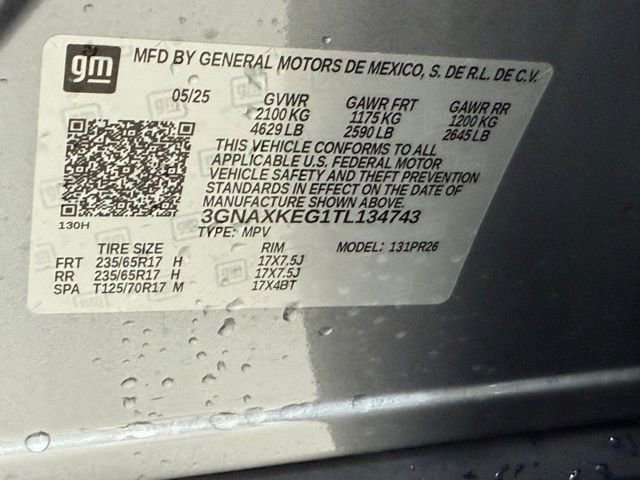 gm
MFD BY GENERAL MOTORS DE MEXICO, S. DE R.L. DE C.V.
05/25 GVWR GAWR FRT GAWR RR
2100 KG 1175 KG 1200 KG
4629 LB 2590 LB 2645 LB
THIS VEHICLE CONFORMS TO ALL
APPLICABLE U.S. FEDERAL MOTOR
VEHICLE SAFETY AND THEFT PREVENTION
STANDARDS IN EFFECT ON THE DATE OF
MANUFACTURE SHOWN ABOVE.
3GNAXKEG1TL134743
130H
TYPE: MPV MODEL: 131PR26
TIRE SIZE RIM
FRT 235/65R17 H 17X7.5J
RR 235/65R17 H 17X7.5J
SPA T125/70R17 M 17X4BT